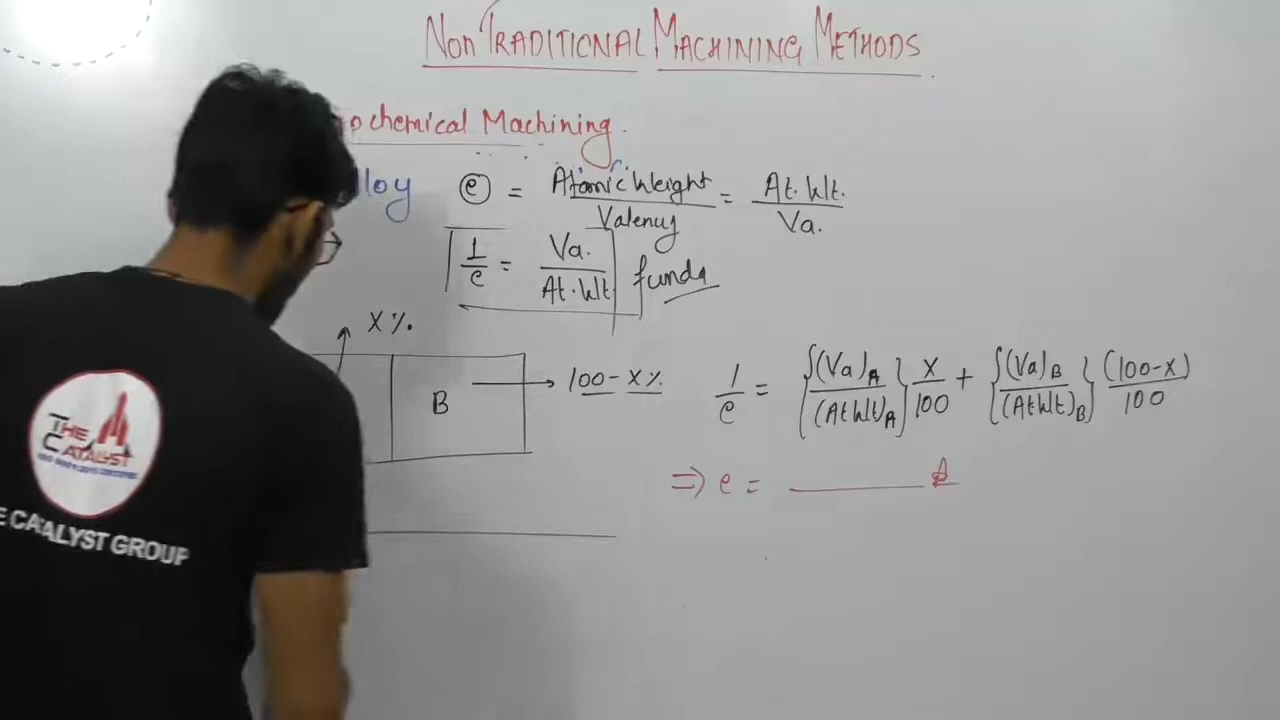 NON TRADITIONAL MACHINING METHODS
ochemical Machining.
lloy e = Atomic Weight / Valency = At. Wt. / Va.
1/e = Va. / At. Wt. funda
X %
B 100 - X %
1/e = {(Va)A / (At Wt)A} X/100 + {(Va)B / (At Wt)B} (100-X)/100
⇒ e =
THE
CATALYST
E CATALYST GROUP